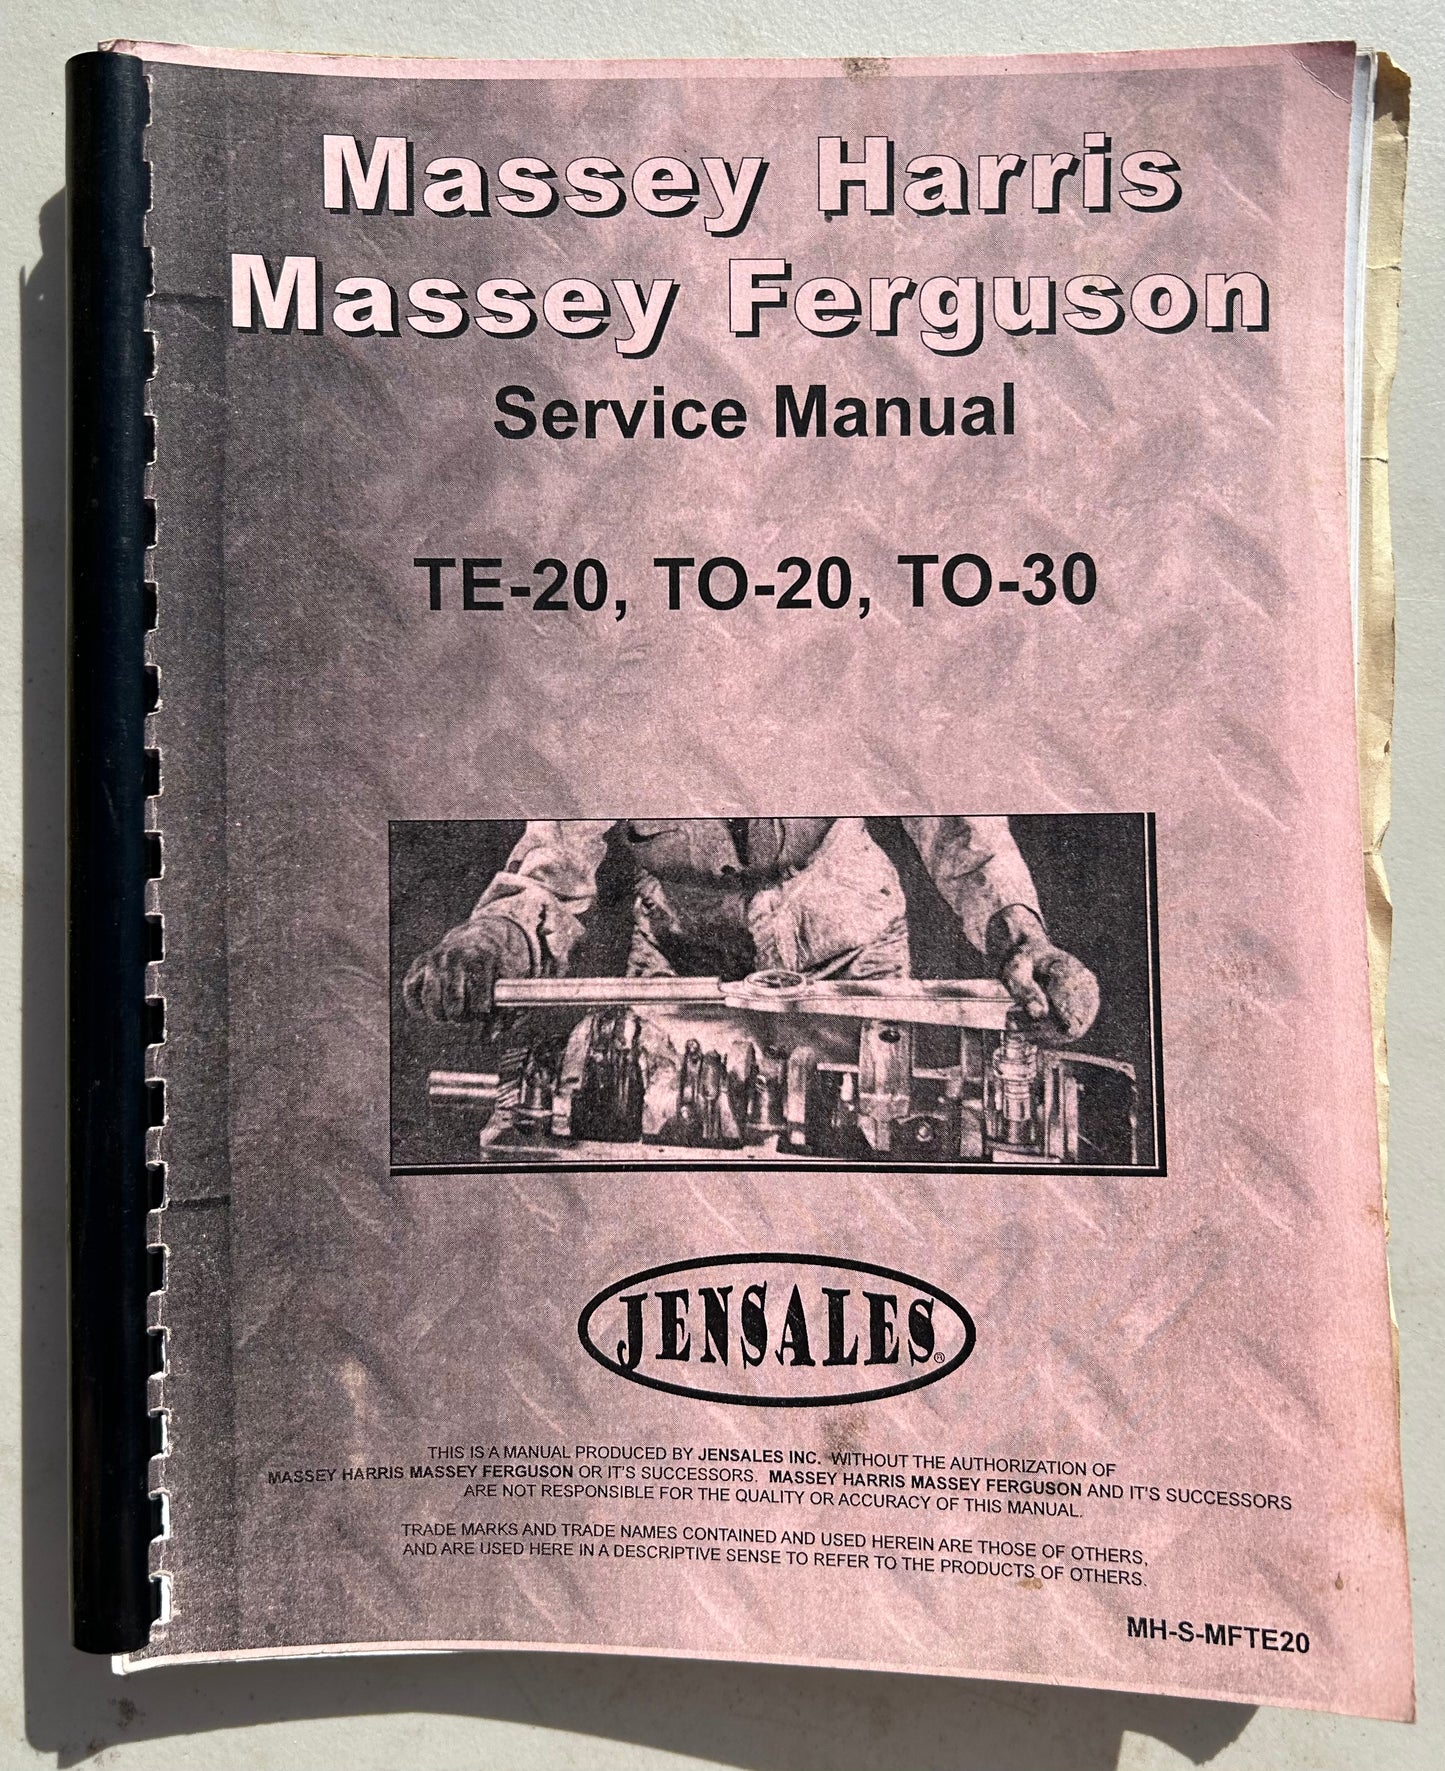 Massey Harris
Massey Ferguson
Service Manual
TE-20, TO-20, TO-30
JENSALES®
THIS IS A MANUAL PRODUCED BY JENSALES INC. WITHOUT THE AUTHORIZATION OF
MASSEY HARRIS MASSEY FERGUSON OR IT'S SUCCESSORS. MASSEY HARRIS MASSEY FERGUSON AND IT'S SUCCESSORS
ARE NOT RESPONSIBLE FOR THE QUALITY OR ACCURACY OF THIS MANUAL.
TRADE MARKS AND TRADE NAMES CONTAINED AND USED HEREIN ARE THOSE OF OTHERS,
AND ARE USED HERE IN A DESCRIPTIVE SENSE TO REFER TO THE PRODUCTS OF OTHERS.
MH-S-MFTE20